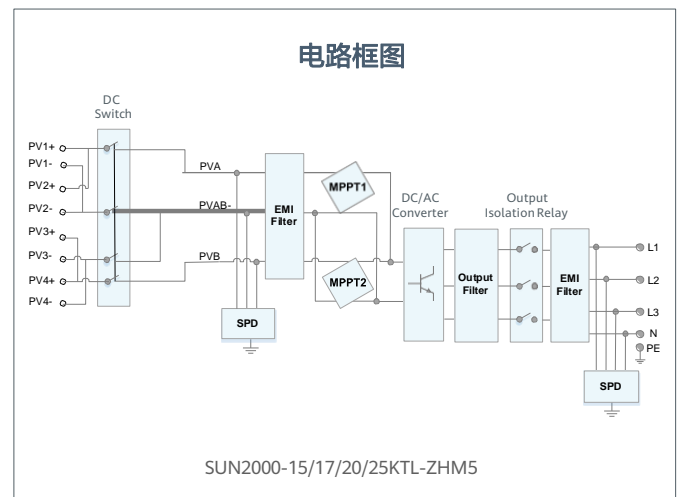 电路框图
DC
Switch
PV1+
PV1-
PV2+
PV2-
PV3+
PV3-
PV4+
PV4-
PVA
PVAB-
PVB
EMI
Filter
SPD
MPPT1
MPPT2
DC/AC
Converter
Output
Filter
Output
Isolation Relay
EMI
Filter
L1
L2
L3
N
PE
SPD
SUN2000-15/17/20/25KTL-ZHM5